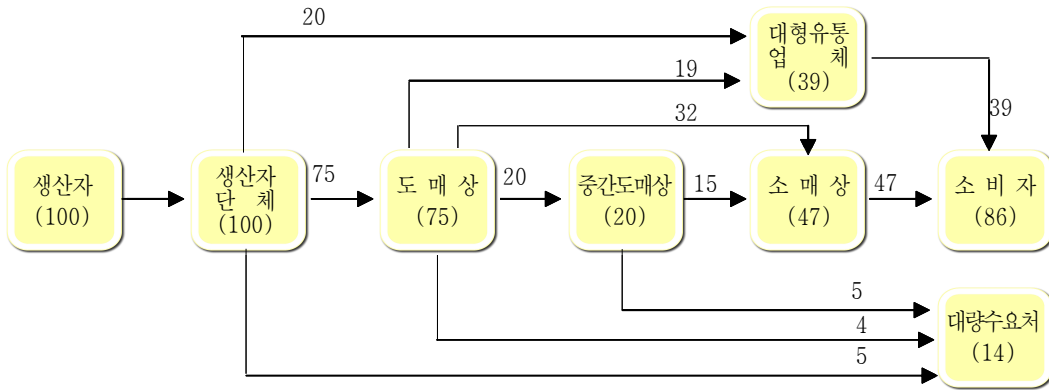 20
대형유통
업 체
(39)
19
32
39
생산자
(100)
생산자
단 체
(100)
75
도 매 상
(75)
20
중간도매상
(20)
15
소 매 상
(47)
47
소 비 자
(86)
5
4
5
대량수요처
(14)